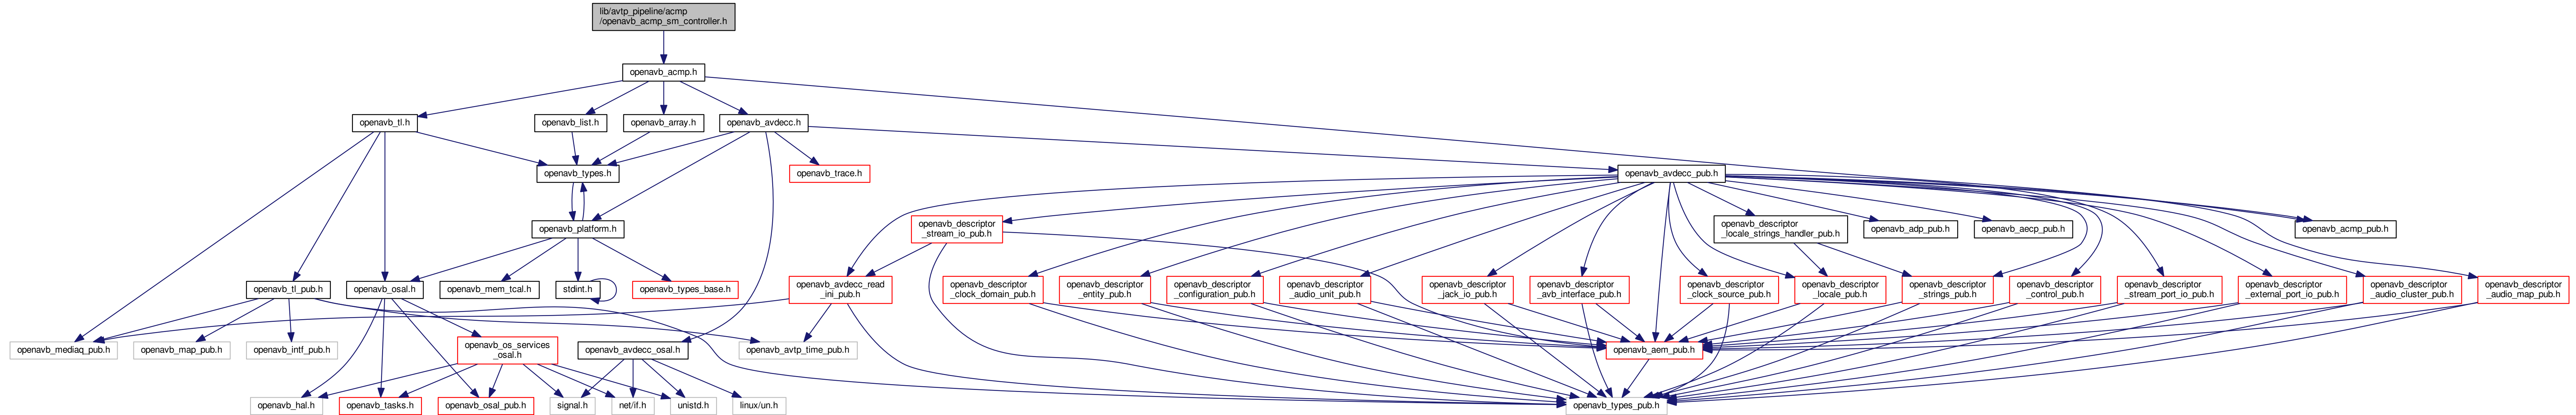 lib/avtp_pipeline/acmp
/openavb_acmp_sm_controller.h
openavb_acmp.h
openavb_tl.h
openavb_list.h
openavb_array.h
openavb_avdecc.h
openavb_types.h
openavb_trace.h
openavb_avdecc_pub.h
openavb_platform.h
openavb_descriptor
_stream_io_pub.h
openavb_descriptor
_locale_strings_handler_pub.h
openavb_adp_pub.h
openavb_aecp_pub.h
openavb_acmp_pub.h
openavb_tl_pub.h
openavb_osal.h
openavb_mem_tcal.h
stdint.h
openavb_types_base.h
openavb_avdecc_read
_ini_pub.h
openavb_descriptor
_clock_domain_pub.h
openavb_descriptor
_entity_pub.h
openavb_descriptor
_configuration_pub.h
openavb_descriptor
_audio_unit_pub.h
openavb_descriptor
_jack_io_pub.h
openavb_descriptor
_avb_interface_pub.h
openavb_descriptor
_clock_source_pub.h
openavb_descriptor
_locale_pub.h
openavb_descriptor
_strings_pub.h
openavb_descriptor
_control_pub.h
openavb_descriptor
_stream_port_io_pub.h
openavb_descriptor
_external_port_io_pub.h
openavb_descriptor
_audio_cluster_pub.h
openavb_descriptor
_audio_map_pub.h
openavb_mediaq_pub.h
openavb_map_pub.h
openavb_intf_pub.h
openavb_os_services
_osal.h
openavb_avdecc_osal.h
openavb_avtp_time_pub.h
openavb_aem_pub.h
openavb_hal.h
openavb_tasks.h
openavb_osal_pub.h
signal.h
net/if.h
unistd.h
linux/un.h
openavb_types_pub.h